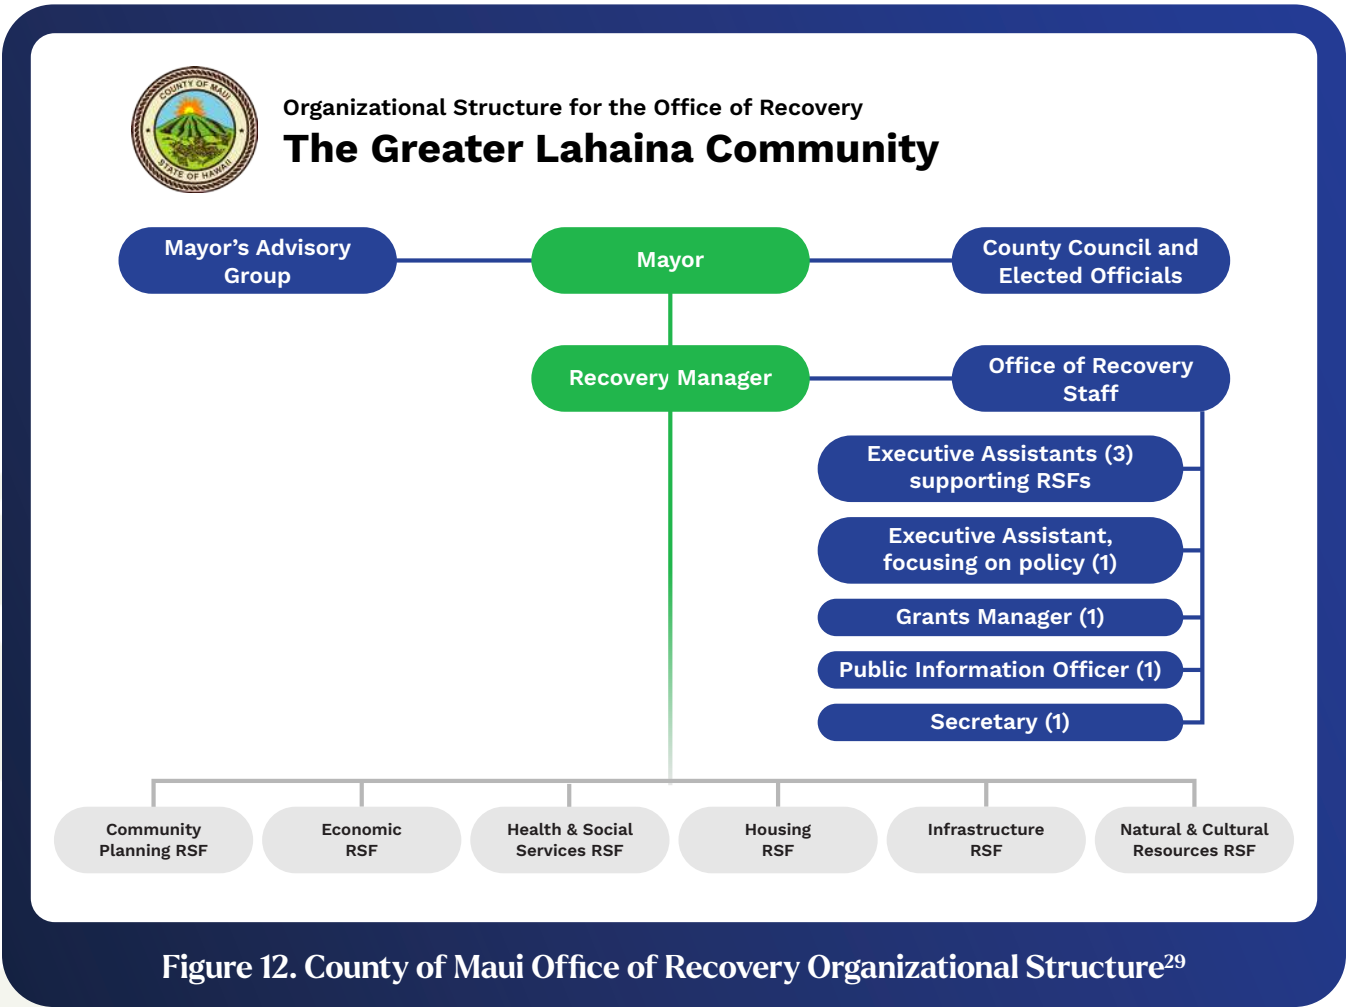 COUNTY OF MAUI
STATE OF HAWAII
Organizational Structure for the Office of Recovery
The Greater Lahaina Community
Mayor's Advisory
Group
Mayor
County Council and
Elected Officials
Recovery Manager
Office of Recovery
Staff
Executive Assistants (3)
supporting RSFs
Executive Assistant,
focusing on policy (1)
Grants Manager (1)
Public Information Officer (1)
Secretary (1)
Community
Planning RSF
Economic
RSF
Health & Social
Services RSF
Housing
RSF
Infrastructure
RSF
Natural & Cultural
Resources RSF
Figure 12. County of Maui Office of Recovery Organizational Structure²⁹